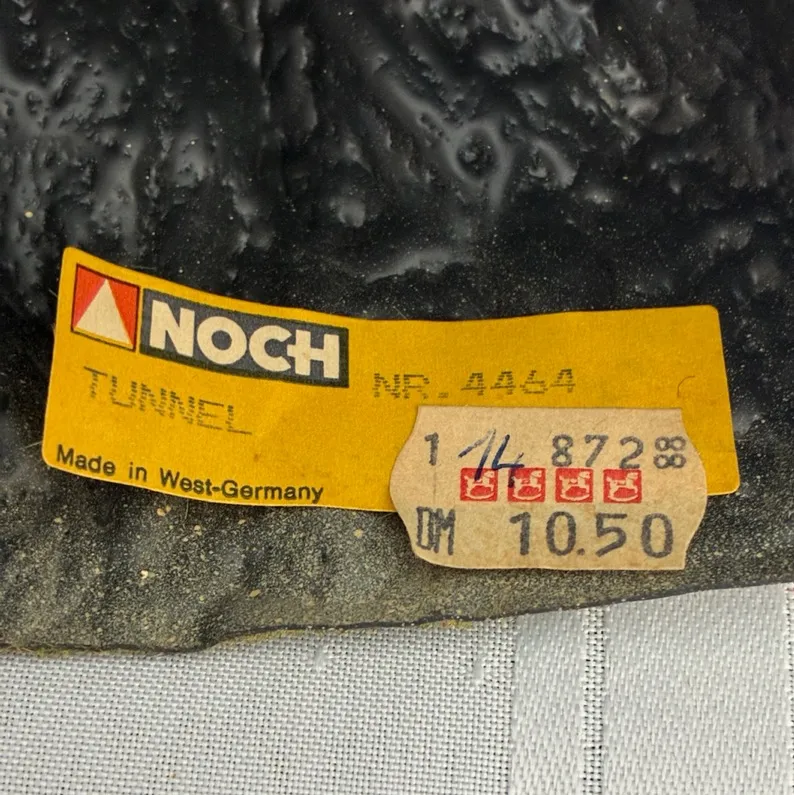 NOCH
TUNNEL NR. 4464
Made in West-Germany
1 14 872 88
DM 10.50